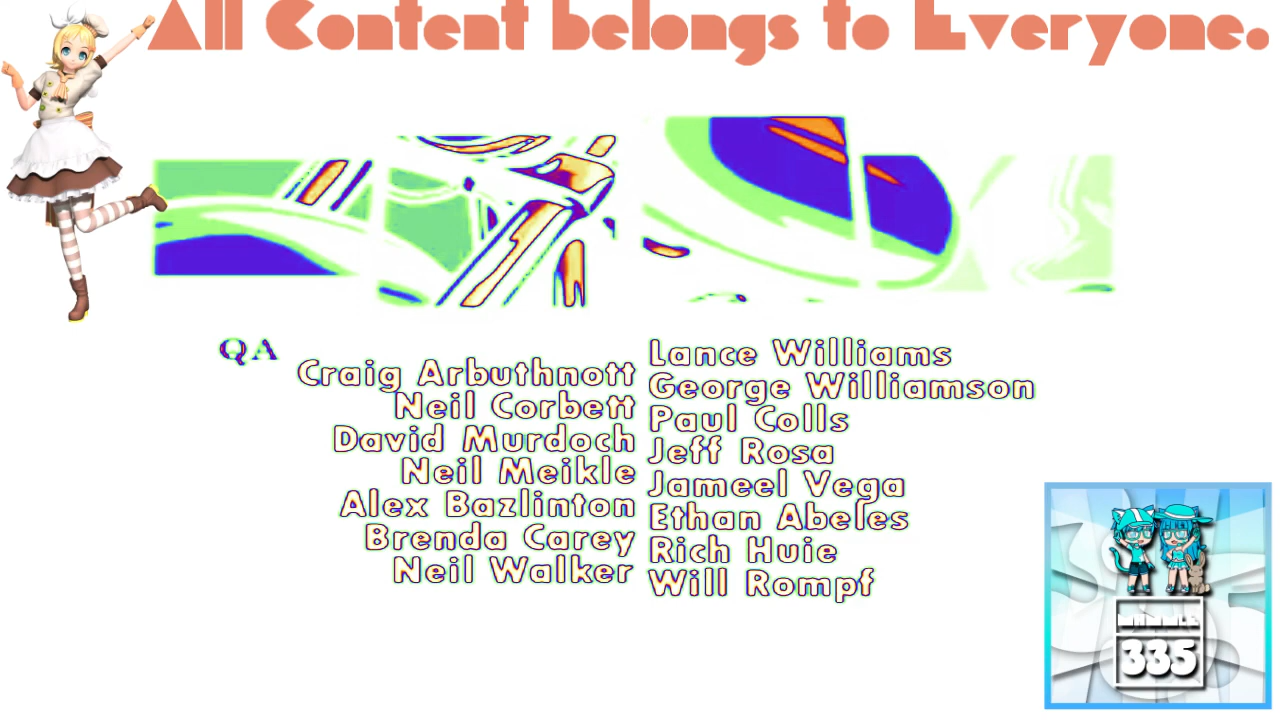 All Content belongs to Everyone.
QA
Craig Arbuthnott
Neil Corbett
David Murdoch
Neil Meikle
Alex Bazlinton
Brenda Carey
Neil Walker
Lance Williams
George Williamson
Paul Colls
Jeff Rosa
Jameel Vega
Ethan Abeles
Rich Huie
Will Rompf
335